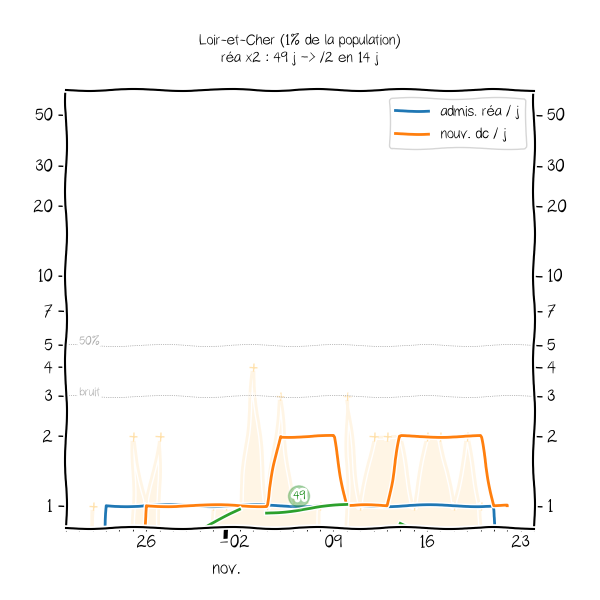 Loir-et-Cher (1% de la population)
réa x2 : 49 j -> /2 en 14 j
admis. réa / j
nouv. dc / j
50 50
30 30
20 20
10 10
7 7
5 50% 5
4 4
3 bruit 3
2 2
1 49 1
26 02 09 16 23
nov.